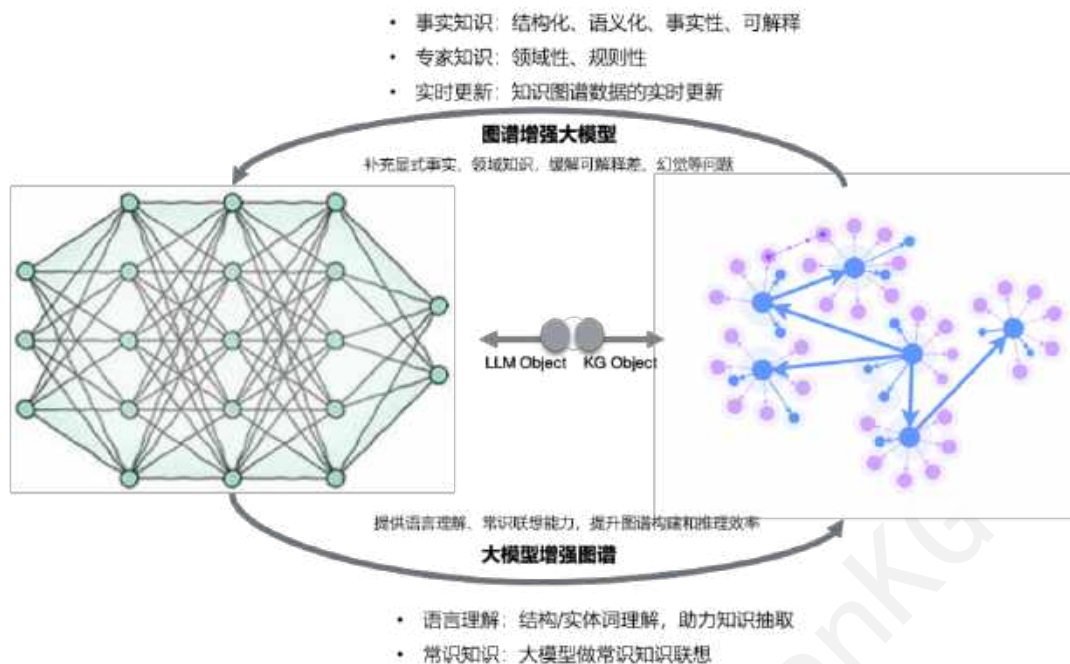 • 事实知识：结构化、语义化、事实性、可解释
• 专家知识：领域性、规则性
• 实时更新：知识图谱数据的实时更新
图谱增强大模型
补充显式事实、领域知识，缓解可解释差、幻觉等问题
LLM Object KG Object
提供语言理解、常识联想能力，提升图谱构建和推理效率
大模型增强图谱
• 语言理解：结构/实体词理解，助力知识抽取
• 常识知识：大模型做常识知识联想